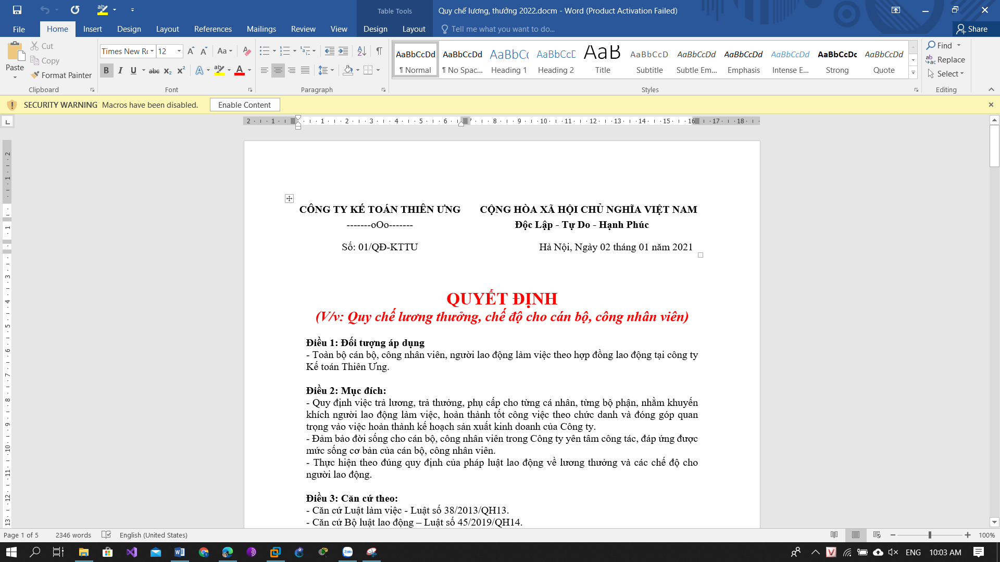 Table Tools
Quy chế lương, thưởng 2022.docm - Word (Product Activation Failed)
File Home Insert Design Layout References Mailings Review View Design Layout Tell me what you want to do... Share
Paste
Cut
Copy
Format Painter
Clipboard
Times New Ro 12
Font
Paragraph
AaBbCcDd AaBbCcDd AaBbCc AaBbCcD AaB AaBbCcD AaBbCcDd AaBbCcDd AaBbCcDd AaBbCcDc AaBbCcDd
¶ Normal ¶ No Spac... Heading 1 Heading 2 Title Subtitle Subtle Em... Emphasis Intense E... Strong Quote
Styles
Find
Replace
Select
Editing
SECURITY WARNING Macros have been disabled. Enable Content
2 1 1 2 3 4 5 6 7 8 9 10 11 12 13 14 15 16 17 18
CÔNG TY KẾ TOÁN THIÊN ƯNG CỘNG HÒA XÃ HỘI CHỦ NGHĨA VIỆT NAM
-------oOo------- Độc Lập - Tự Do - Hạnh Phúc
Số: 01/QĐ-KTTU Hà Nội, Ngày 02 tháng 01 năm 2021
QUYẾT ĐỊNH
(V/v: Quy chế lương thưởng, chế độ cho cán bộ, công nhân viên)
Điều 1: Đối tượng áp dụng
- Toàn bộ cán bộ, công nhân viên, người lao động làm việc theo hợp đồng lao động tại công ty
Kế toán Thiên Ưng.
Điều 2: Mục đích:
- Quy định việc trả lương, trả thưởng, phụ cấp cho từng cá nhân, từng bộ phận, nhằm khuyến
khích người lao động làm việc, hoàn thành tốt công việc theo chức danh và đóng góp quan
trọng vào việc hoàn thành kế hoạch sản xuất kinh doanh của Công ty.
- Đảm bảo đời sống cho cán bộ, công nhân viên trong Công ty yên tâm công tác, đáp ứng được
mức sống cơ bản của cán bộ, công nhân viên.
- Thực hiện theo đúng quy định của pháp luật lao động về lương thưởng và các chế độ cho
người lao động.
Điều 3: Căn cứ theo:
- Căn cứ Luật làm việc - Luật số 38/2013/QH13.
- Căn cứ Bộ luật lao động – Luật số 45/2019/QH14.
Page 1 of 5 2346 words English (United States) 100%
ENG 10:03 AM